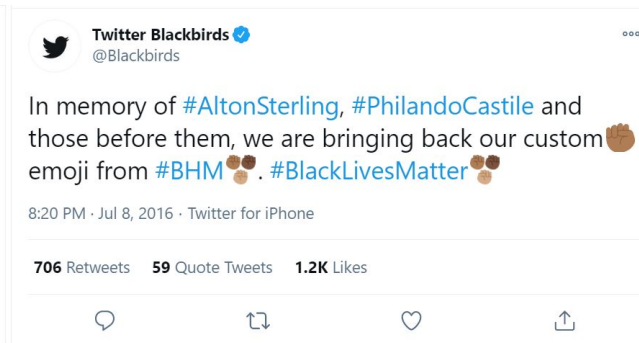 Twitter Blackbirds
@Blackbirds
In memory of #AltonSterling, #PhilandoCastile and
those before them, we are bringing back our custom✊🏾
emoji from #BHM✊🏾✊🏿✊🏽. #BlackLivesMatter✊🏾✊🏿✊🏽
8:20 PM · Jul 8, 2016 · Twitter for iPhone
706 Retweets 59 Quote Tweets 1.2K Likes